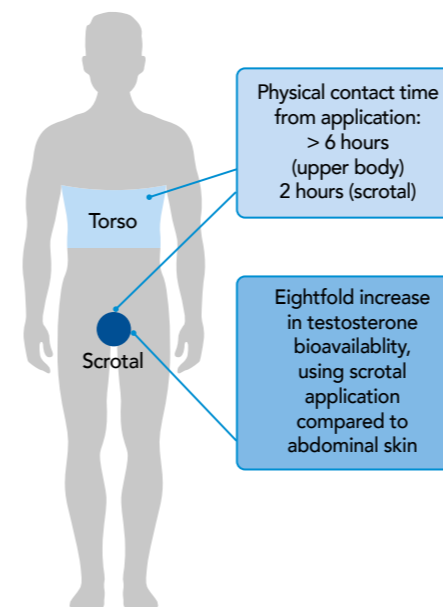 Physical contact time
from application:
> 6 hours
(upper body)
2 hours (scrotal)
Torso
Eightfold increase
in testosterone
bioavailablity,
using scrotal
application
compared to
abdominal skin
Scrotal